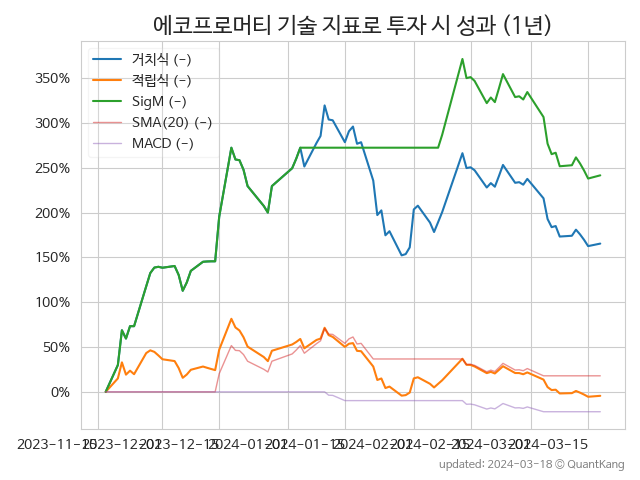 에코프로머티 기술 지표로 투자 시 성과 (1년)
거치식 (-)
적립식 (-)
SigM (-)
SMA(20) (-)
MACD (-)
350%
300%
250%
200%
150%
100%
50%
0%
2023-11-15 2023-12-01 2023-12-15 2024-01-01 2024-01-15 2024-02-01 2024-02-15 2024-03-01 2024-03-15
updated: 2024-03-18 © QuantKang